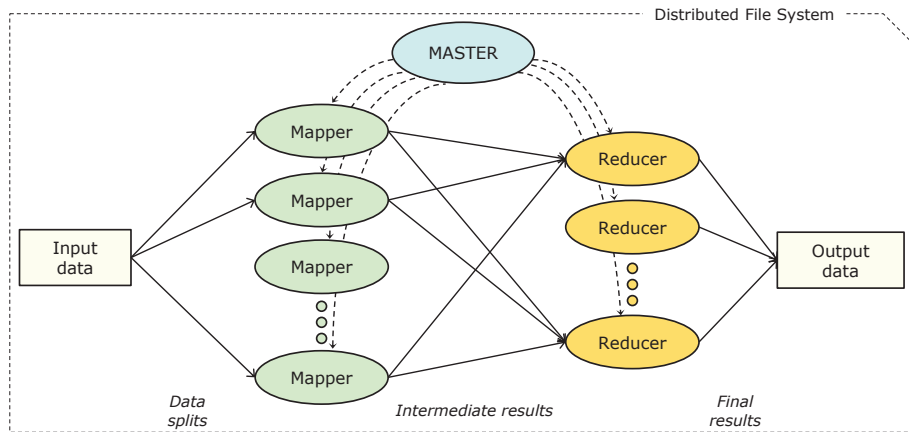 Distributed File System
MASTER
Mapper
Mapper
Mapper
Mapper
Reducer
Reducer
Reducer
Input
data
Output
data
Data
splits
Intermediate results
Final
results